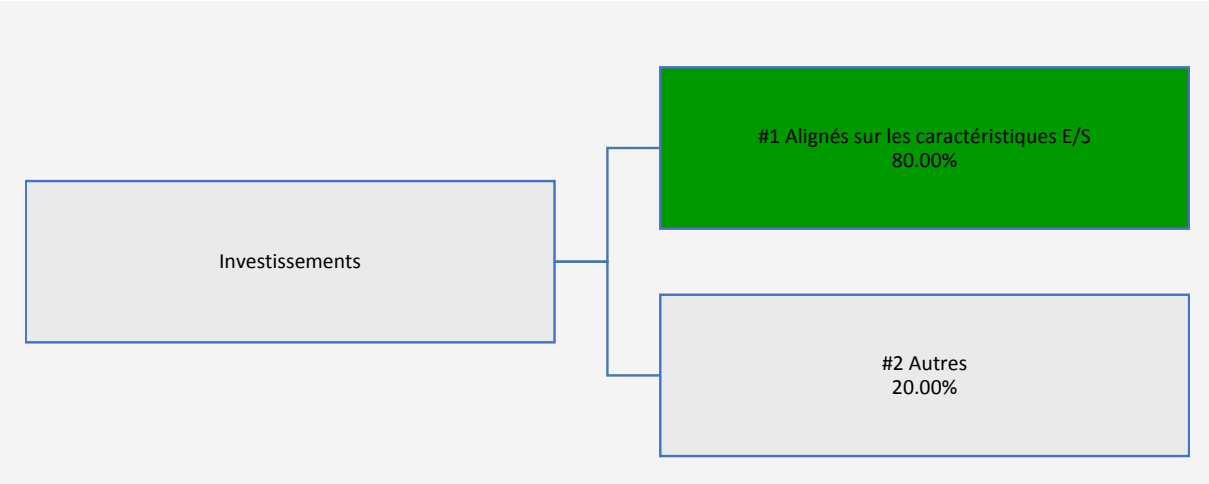 #1 Alignés sur les caractéristiques E/S
80.00%
Investissements
#2 Autres
20.00%